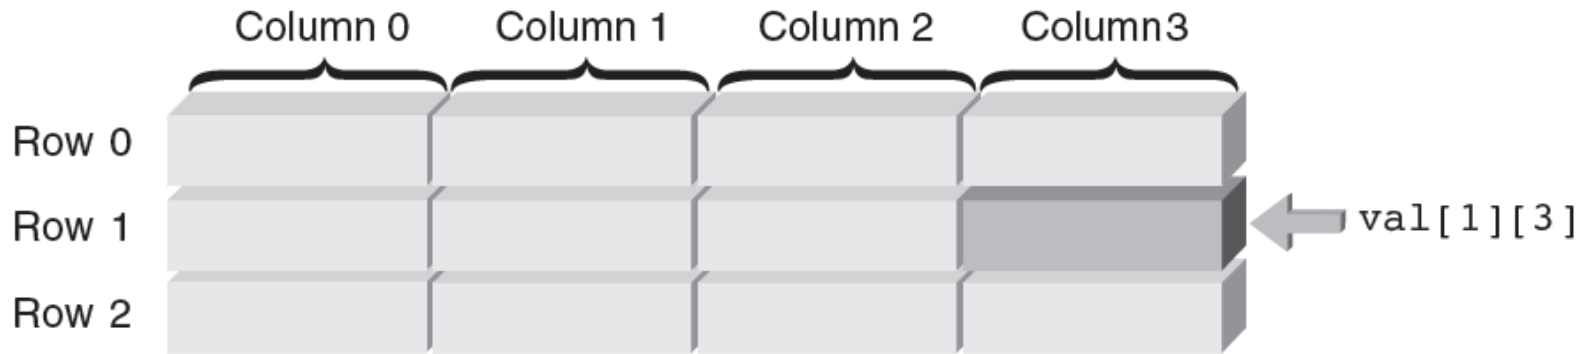 Column 0 Column 1 Column 2 Column3
Row 0
Row 1 val[1][3]
Row 2